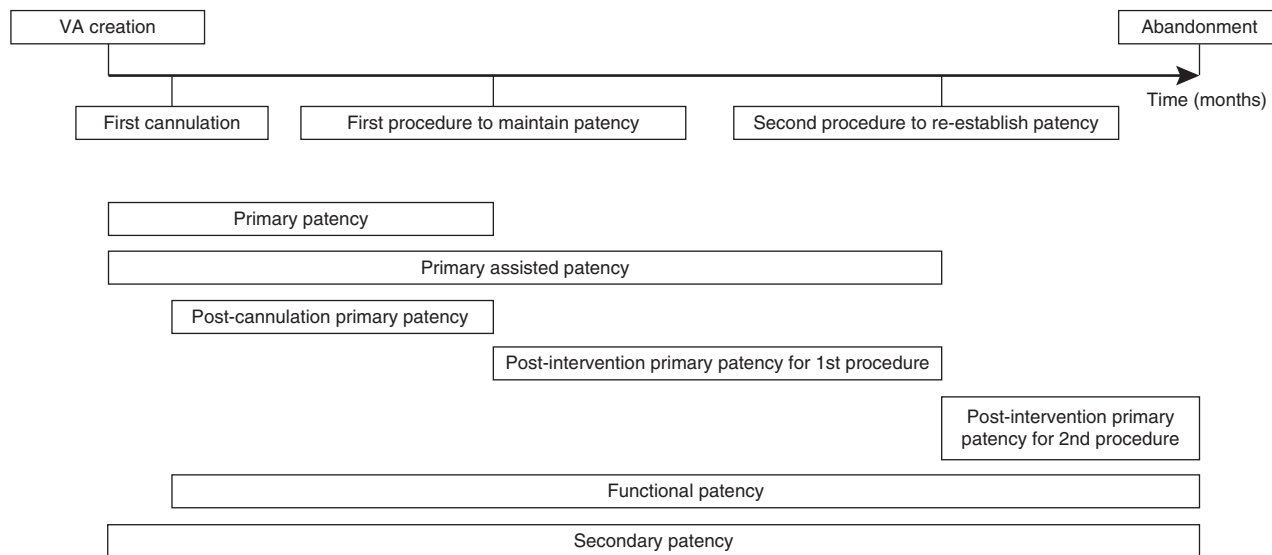 VA creation
Abandonment
Time (months)
First cannulation
First procedure to maintain patency
Second procedure to re-establish patency
Primary patency
Primary assisted patency
Post-cannulation primary patency
Post-intervention primary patency for 1st procedure
Post-intervention primary
patency for 2nd procedure
Functional patency
Secondary patency